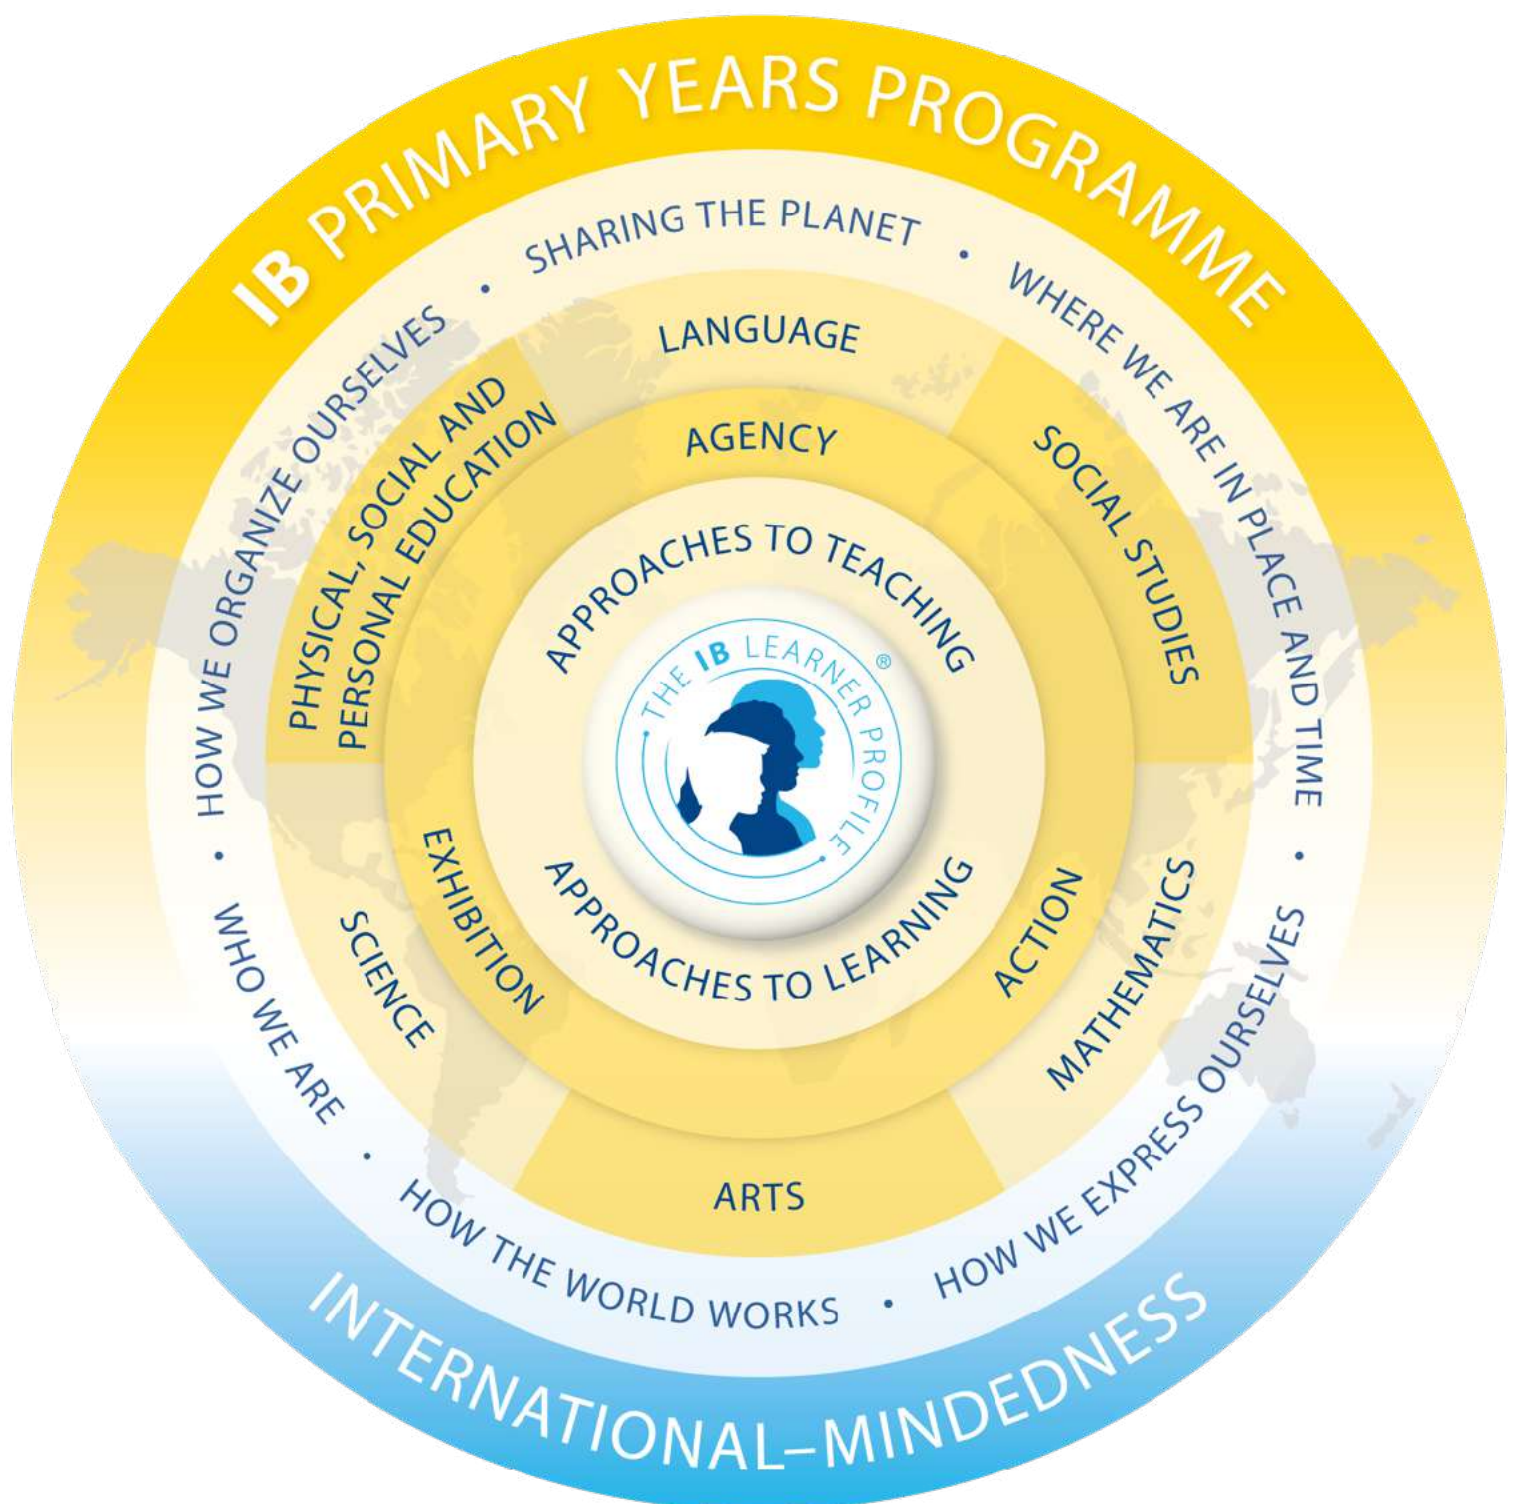 IB PRIMARY YEARS PROGRAMME
SHARING THE PLANET •
WHERE WE ARE IN PLACE AND TIME •
HOW WE EXPRESS OURSELVES •
HOW THE WORLD WORKS •
WHO WE ARE •
HOW WE ORGANIZE OURSELVES •
LANGUAGE
SOCIAL STUDIES
MATHEMATICS
ARTS
SCIENCE
PHYSICAL, SOCIAL AND
PERSONAL EDUCATION
AGENCY
ACTION
EXHIBITION
APPROACHES TO TEACHING
THE IB LEARNER PROFILE®
APPROACHES TO LEARNING
INTERNATIONAL–MINDEDNESS